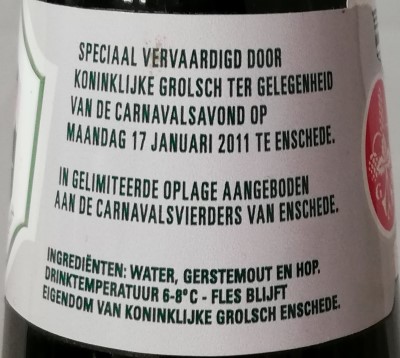 SPECIAAL VERVAARDIGD DOOR
KONINKLIJKE GROLSCH TER GELEGENHEID
VAN DE CARNAVALSAVOND OP
MAANDAG 17 JANUARI 2011 TE ENSCHEDE.
IN GELIMITEERDE OPLAGE AANGEBODEN
AAN DE CARNAVALSVIERDERS VAN ENSCHEDE.
INGREDIËNTEN: WATER, GERSTEMOUT EN HOP.
DRINKTEMPERATUUR 6-8°C - FLES BLIJFT
EIGENDOM VAN KONINKLIJKE GROLSCH ENSCHEDE.